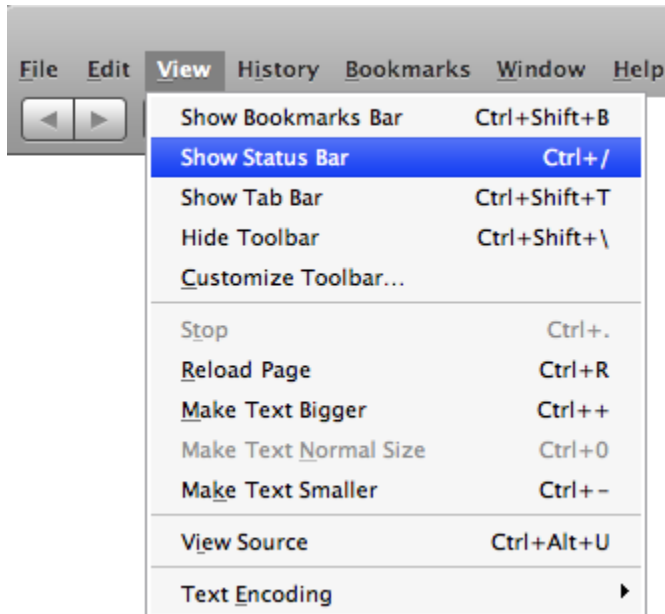 File Edit View History Bookmarks Window Help
Show Bookmarks Bar Ctrl+Shift+B
Show Status Bar Ctrl+/
Show Tab Bar Ctrl+Shift+T
Hide Toolbar Ctrl+Shift+\
Customize Toolbar...
Stop Ctrl+.
Reload Page Ctrl+R
Make Text Bigger Ctrl++
Make Text Normal Size Ctrl+0
Make Text Smaller Ctrl+-
View Source Ctrl+Alt+U
Text Encoding